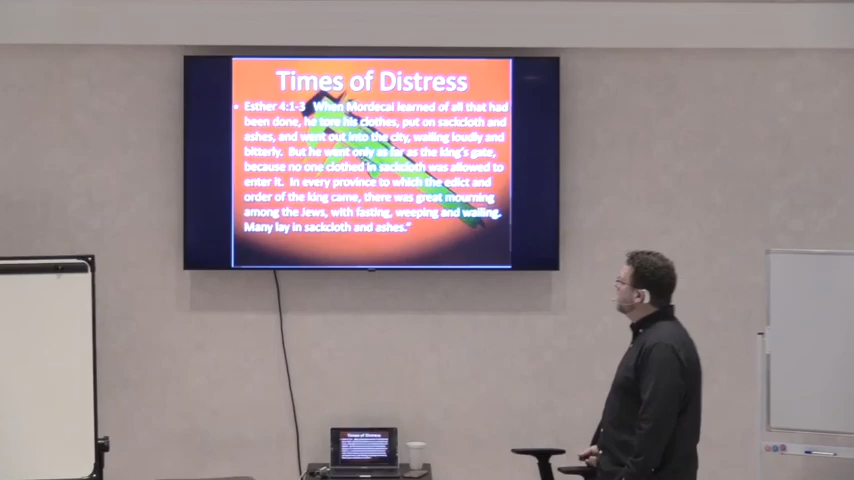 Times of Distress
• Esther 4:1-3 When Mordecai learned of all that had
been done, he tore his clothes, put on sackcloth and
ashes, and went out into the city, wailing loudly and
bitterly. But he went only as far as the king's gate,
because no one clothed in sackcloth was allowed to
enter it. In every province to which the edict and
order of the king came, there was great mourning
among the Jews, with fasting, weeping and wailing.
Many lay in sackcloth and ashes."
Times of Distress